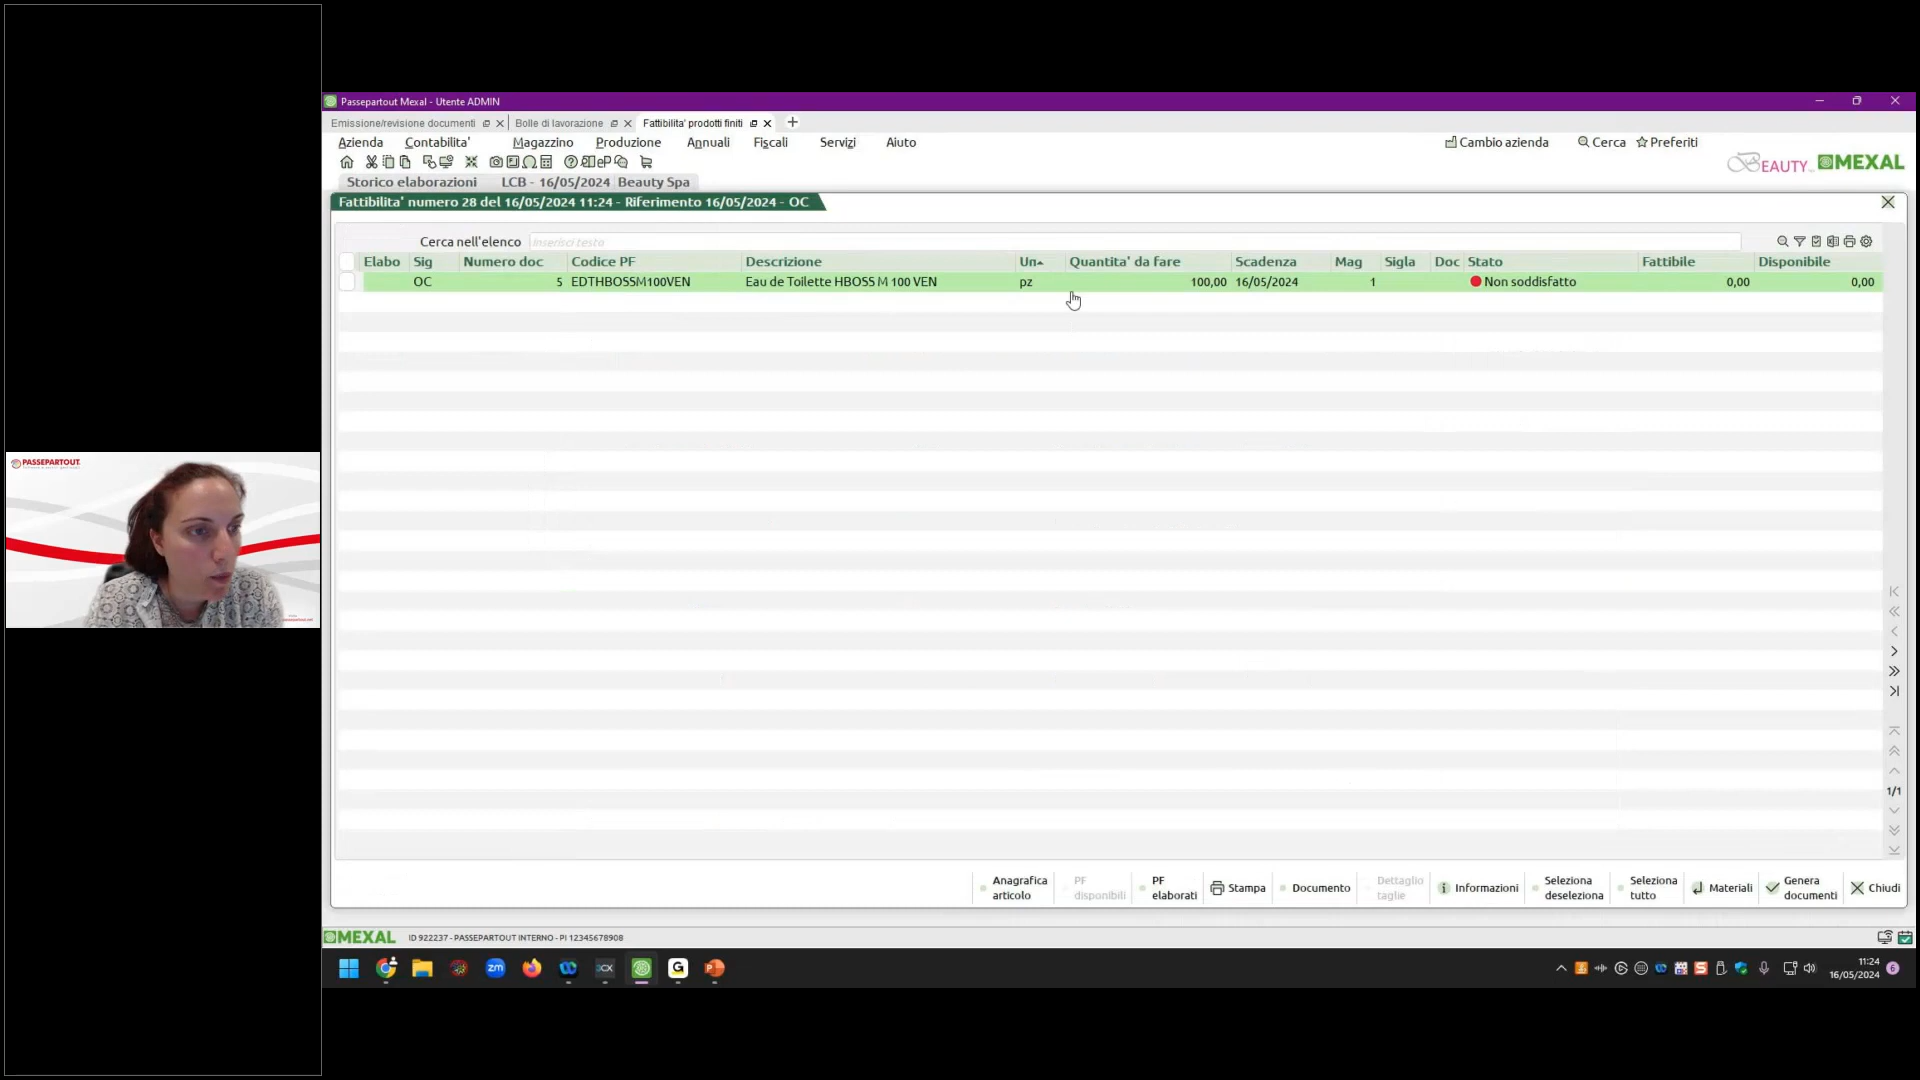 PASSEPARTOUT
Passepartout Mexal - Utente ADMIN
Emissione/revisione documenti Bolle di lavorazione Fattibilita' prodotti finiti
Azienda Contabilita' Magazzino Produzione Annuali Fiscali Servizi Aiuto Cambio azienda Cerca Preferiti
BEAUTY MEXAL
Storico elaborazioni LCB - 16/05/2024 Beauty Spa
Fattibilita' numero 28 del 16/05/2024 11:24 - Riferimento 16/05/2024 - OC
Cerca nell'elenco Inserisci testo
Elabo Sig Numero doc Codice PF Descrizione Un Quantita' da fare Scadenza Mag Sigla Doc Stato Fattibile Disponibile
OC 5 EDTHBOSSM100VEN Eau de Toilette HBOSS M 100 VEN pz 100,00 16/05/2024 1 Non soddisfatto 0,00 0,00
1/1
Anagrafica articolo
PF disponibili
PF elaborati
Stampa
Documento
Dettaglio taglie
Informazioni
Seleziona deseleziona
Seleziona tutto
Materiali
Genera documenti
Chiudi
MEXAL ID 922237 - PASSEPARTOUT INTERNO - PI 12345678908
zm
11:24
16/05/2024 6